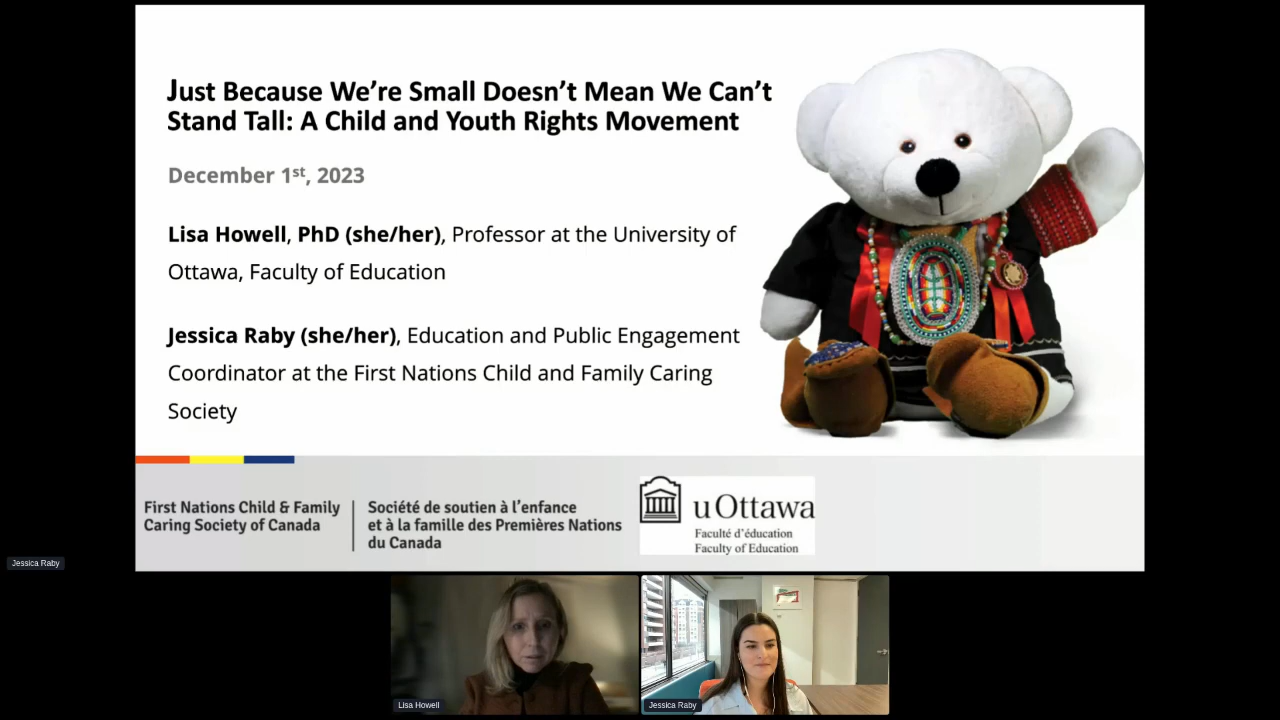 Just Because We're Small Doesn't Mean We Can't
Stand Tall: A Child and Youth Rights Movement
December 1st, 2023
Lisa Howell, PhD (she/her), Professor at the University of
Ottawa, Faculty of Education
Jessica Raby (she/her), Education and Public Engagement
Coordinator at the First Nations Child and Family Caring
Society
First Nations Child & Family
Caring Society of Canada
Société de soutien à l'enfance
et à la famille des Premières Nations
du Canada
uOttawa
Faculté d'éducation
Faculty of Education
Jessica Raby
Lisa Howell
Jessica Raby